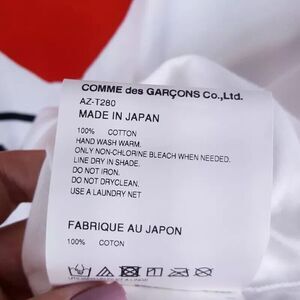 COMME des GARÇONS Co.,Ltd.
AZ-T280
MADE IN JAPAN
100% COTTON
HAND WASH WARM.
ONLY NON-CHLORINE BLEACH WHEN NEEDED.
LINE DRY IN SHADE.
DO NOT IRON.
DO NOT DRYCLEAN.
USE A LAUNDRY NET
FABRIQUE AU JAPON
100% COTON